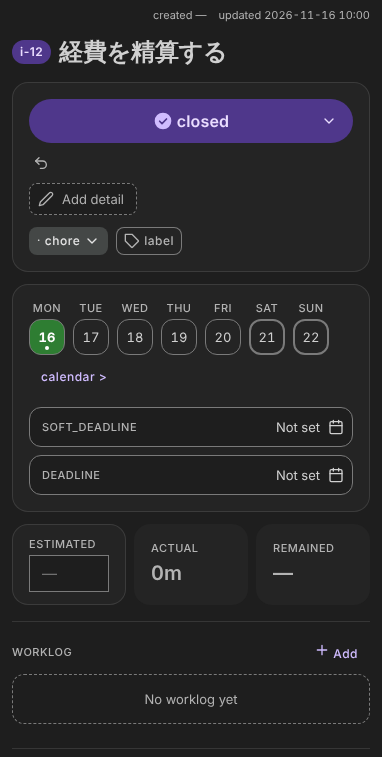 created — updated 2026-11-16 10:00
i-12 経費を精算する
closed
Add detail
· chore label
MON TUE WED THU FRI SAT SUN
16 17 18 19 20 21 22
calendar >
SOFT_DEADLINE Not set
DEADLINE Not set
ESTIMATED ACTUAL REMAINED
— 0m —
WORKLOG + Add
No worklog yet